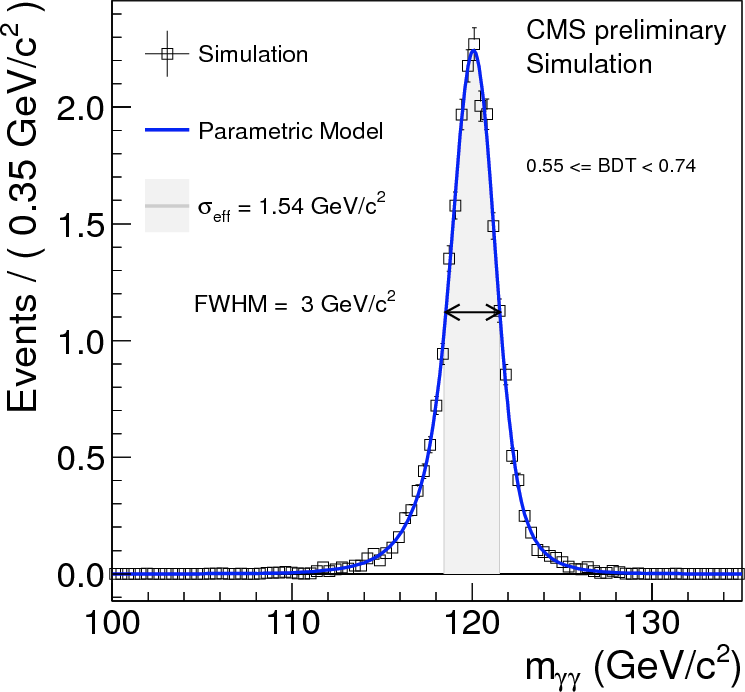 CMS preliminary
Simulation
Simulation
Parametric Model
0.55 <= BDT < 0.74
σeff = 1.54 GeV/c²
FWHM = 3 GeV/c²
Events / ( 0.35 GeV/c²)
2.0
1.5
1.0
0.5
0.0
100 110 120 130
mγγ (GeV/c²)